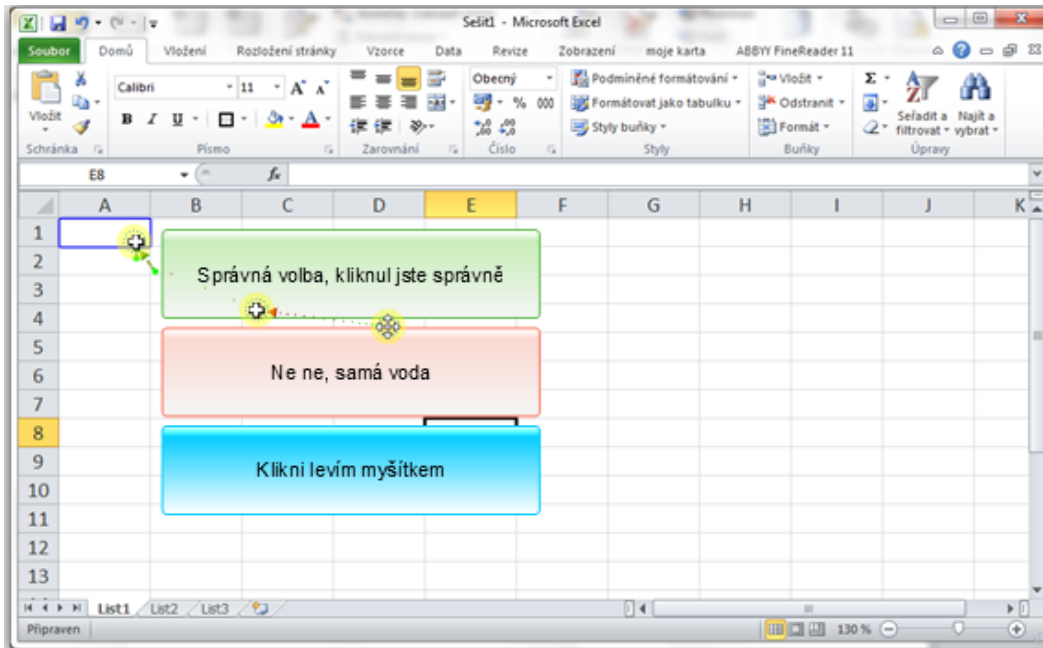 Sešit1 - Microsoft Excel
Soubor Domů Vložení Rozložení stránky Vzorce Data Revize Zobrazení moje karta ABBYY FineReader 11
Vložit
Calibri 11
B I U
A A
Obecný
% 000
Podmíněné formátování
Formátovat jako tabulku
Styly buňky
Vložit
Odstranit
Formát
Σ
Seřadit a filtrovat
Najít a vybrat
Schránka Písmo Zarovnání Číslo Styly Buňky Úpravy
E8 fx
A B C D E F G H I J K
1
2
3
4
5
6
7
8
9
10
11
12
13
Správná volba, kliknul jste správně
Ne ne, samá voda
Klikni levím myšítkem
List1 List2 List3
Připraven 130 %